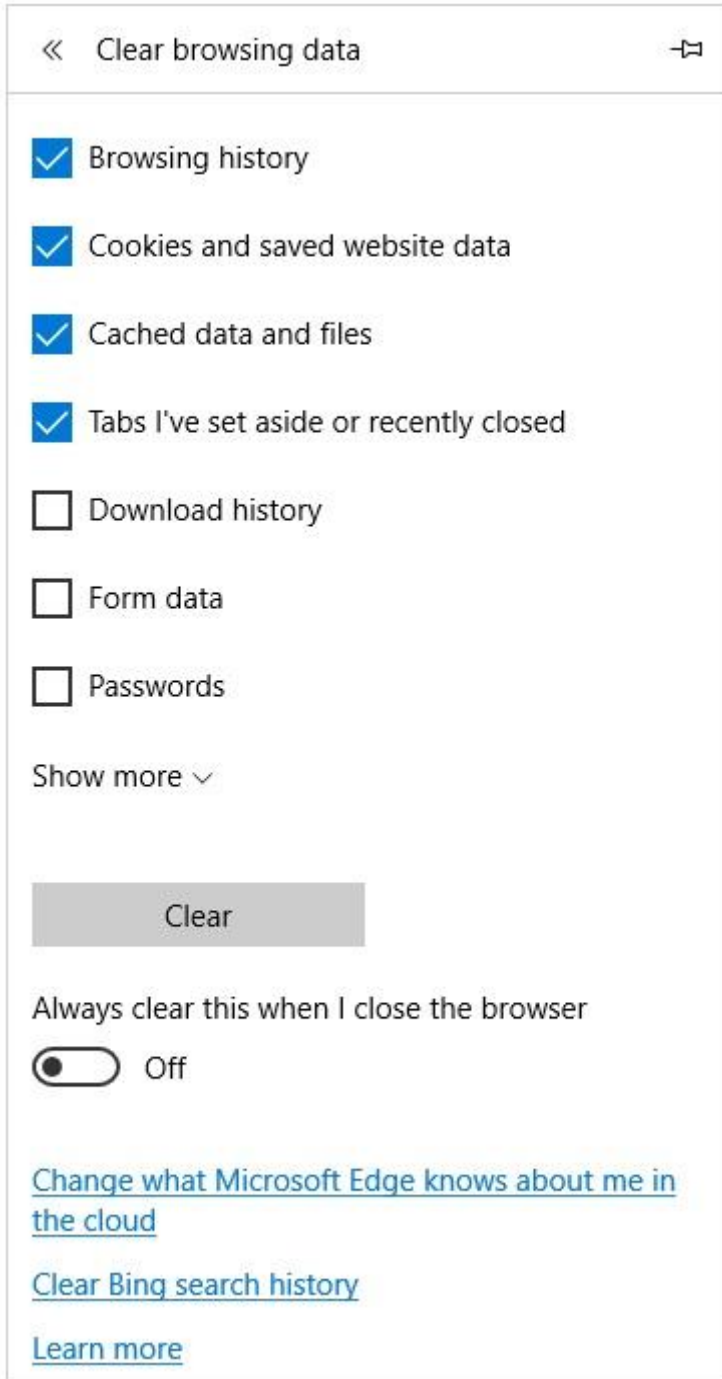 Clear browsing data
Browsing history
Cookies and saved website data
Cached data and files
Tabs I've set aside or recently closed
Download history
Form data
Passwords
Show more
Clear
Always clear this when I close the browser
Off
Change what Microsoft Edge knows about me in
the cloud
Clear Bing search history
Learn more